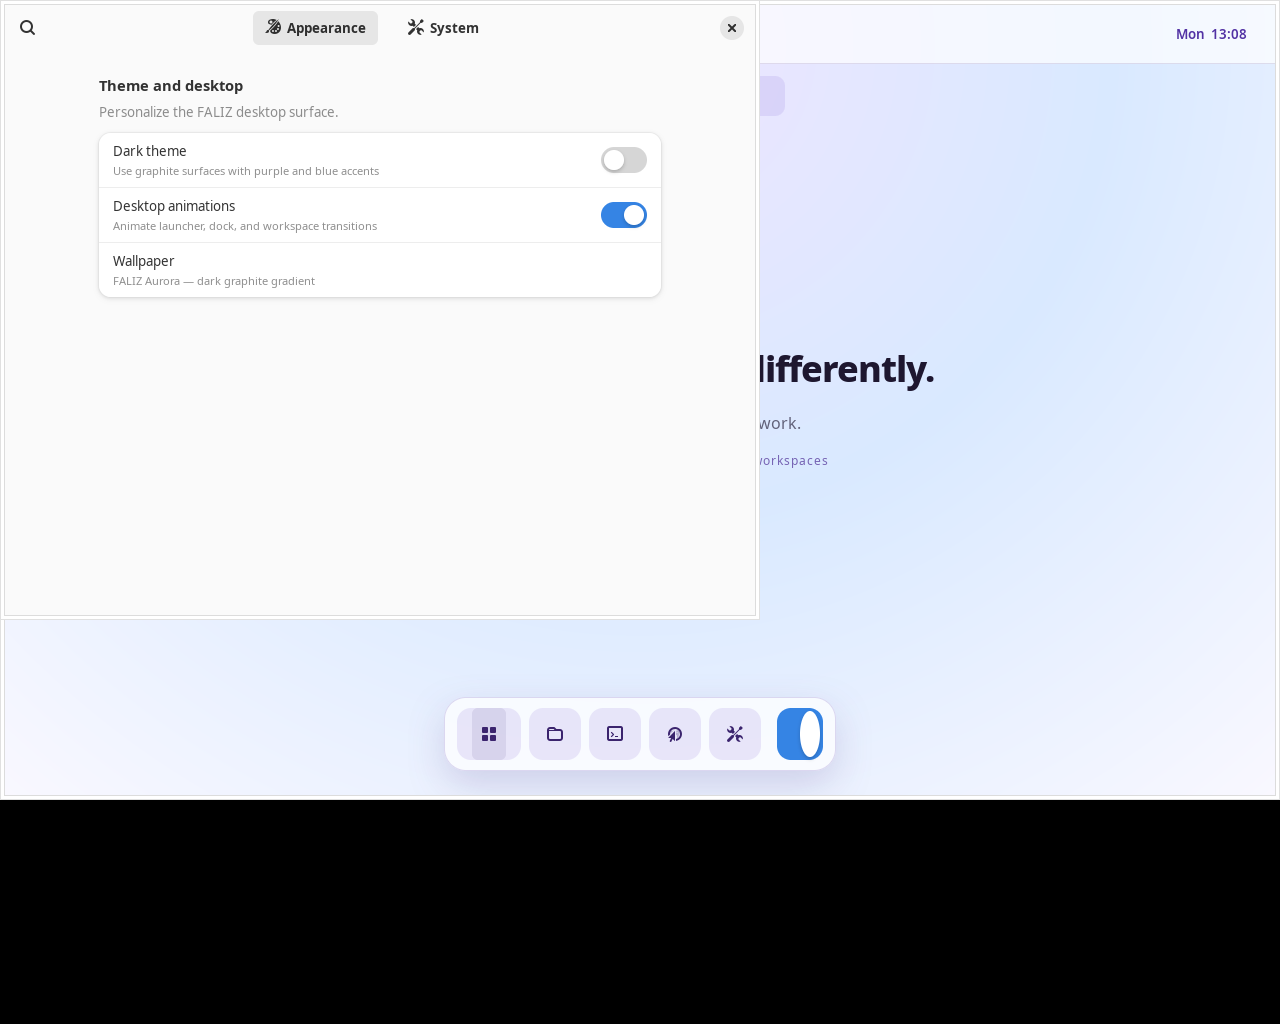 Appearance
System
Mon 13:08
Theme and desktop
Personalize the FALIZ desktop surface.
Dark theme
Use graphite surfaces with purple and blue accents
Desktop animations
Animate launcher, dock, and workspace transitions
Wallpaper
FALIZ Aurora — dark graphite gradient
differently.
work.
workspaces